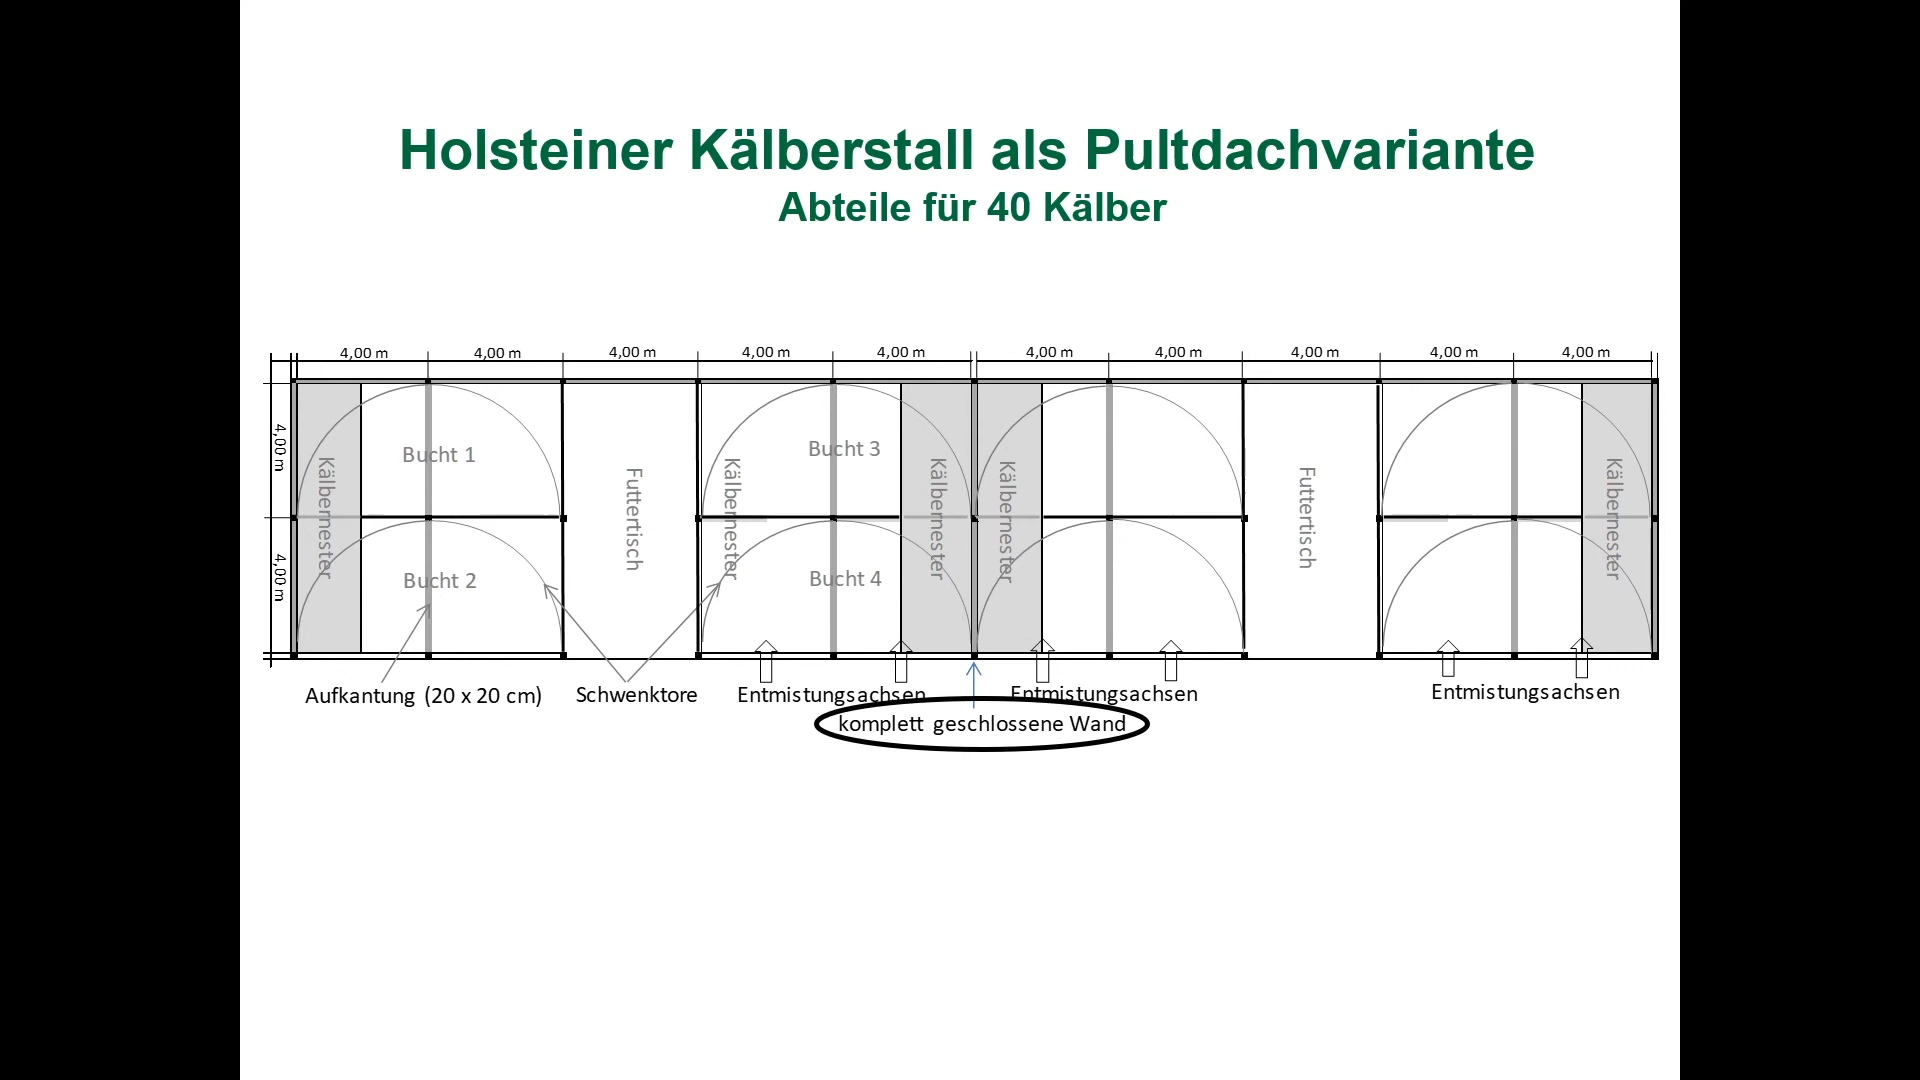 Holsteiner Kälberstall als Pultdachvariante
Abteile für 40 Kälber
4,00 m 4,00 m 4,00 m 4,00 m 4,00 m 4,00 m 4,00 m 4,00 m 4,00 m 4,00 m
4,00 m
4,00 m
Kälbernester
Bucht 1
Bucht 2
Futtertisch
Kälbernester
Bucht 3
Bucht 4
Kälbernester
Kälbernester
Futtertisch
Kälbernester
Aufkantung (20 x 20 cm)
Schwenktore
Entmistungsachsen
Entmistungsachsen
Entmistungsachsen
komplett geschlossene Wand